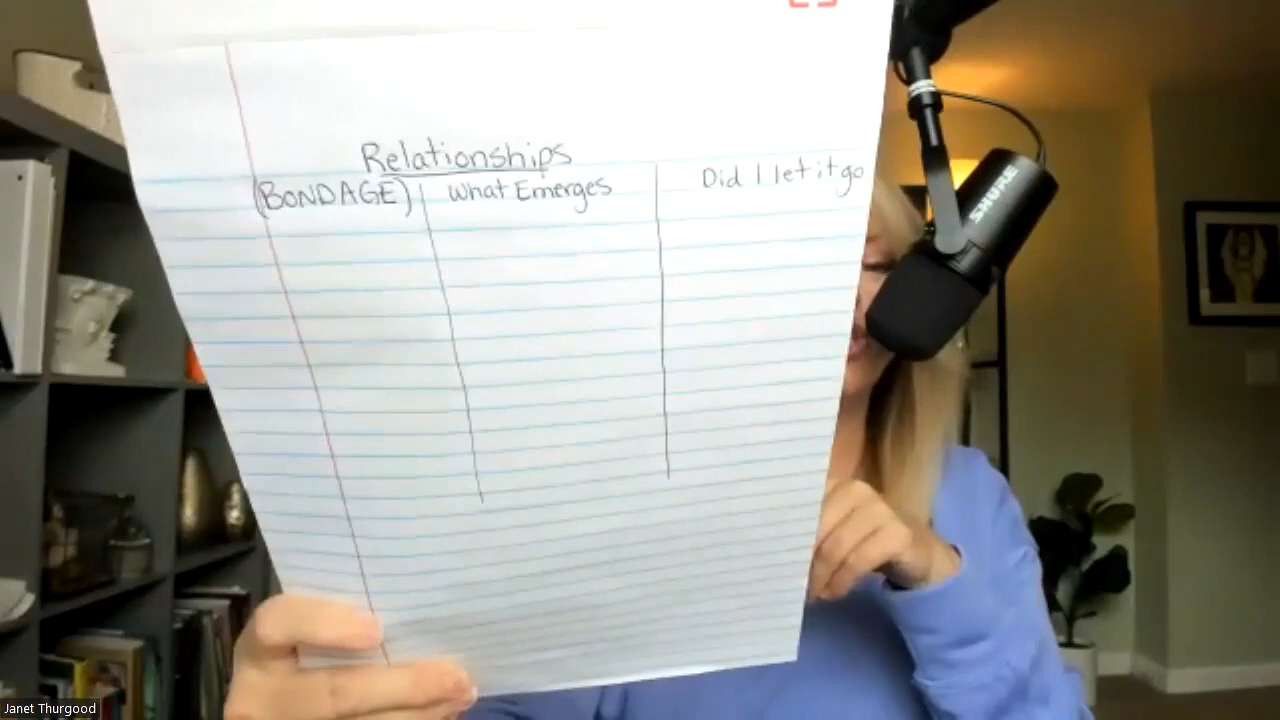 Relationships
(BONDAGE) What Emerges Did I let it go
SHURE
Janet Thurgood